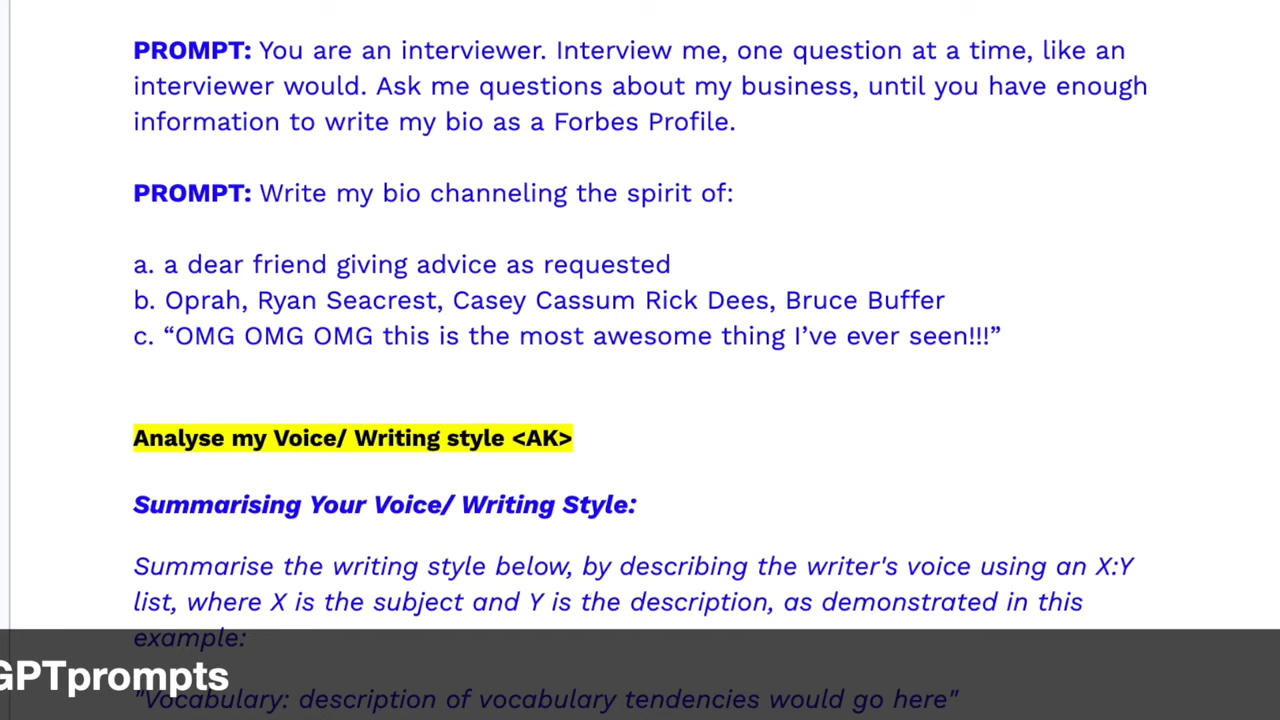 PROMPT: You are an interviewer. Interview me, one question at a time, like an
interviewer would. Ask me questions about my business, until you have enough
information to write my bio as a Forbes Profile.
PROMPT: Write my bio channeling the spirit of:
a. a dear friend giving advice as requested
b. Oprah, Ryan Seacrest, Casey Cassum Rick Dees, Bruce Buffer
c. “OMG OMG OMG this is the most awesome thing I’ve ever seen!!!”
Analyse my Voice/ Writing style <AK>
Summarising Your Voice/ Writing Style:
Summarise the writing style below, by describing the writer's voice using an X:Y
list, where X is the subject and Y is the description, as demonstrated in this
example:
GPTprompts
"Vocabulary: description of vocabulary tendencies would go here"